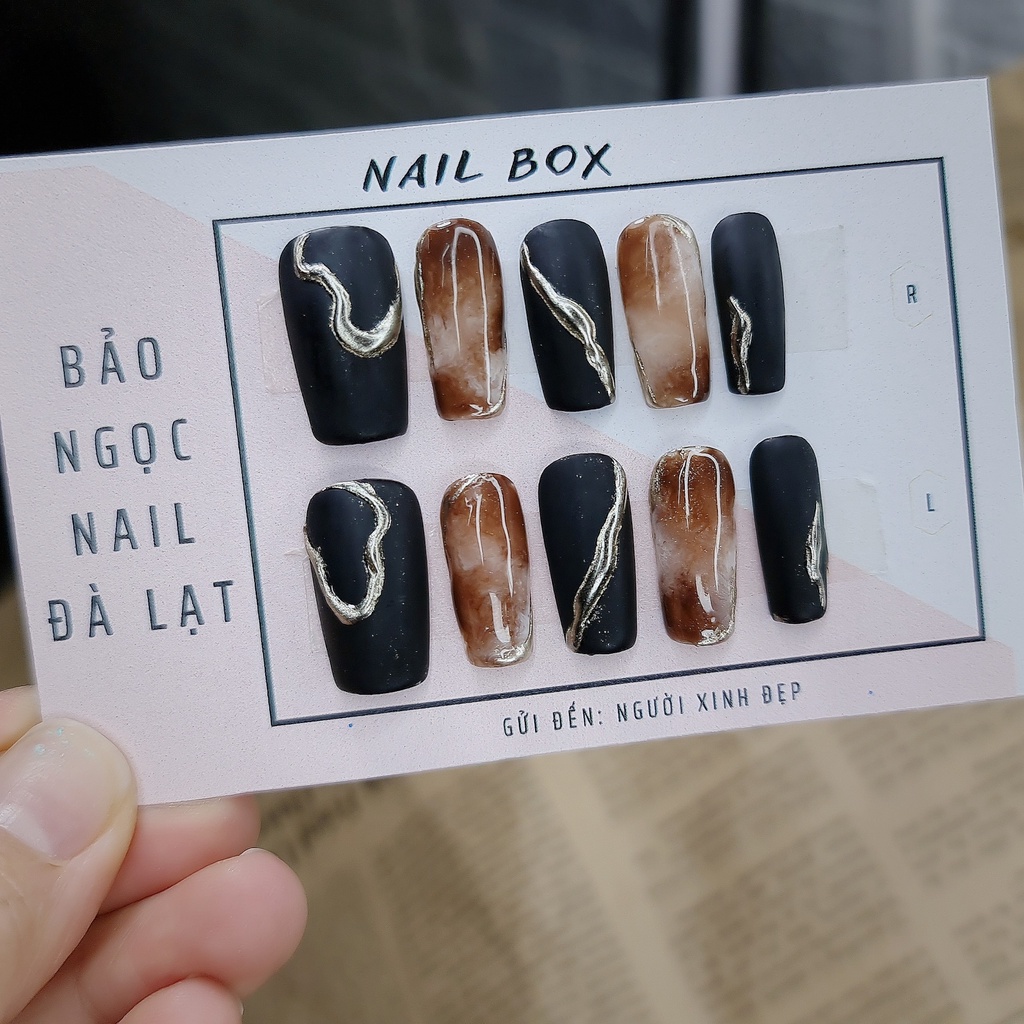 NAIL BOX
BẢO
NGỌC
NAIL
ĐÀ LẠT
R
L
GỬI ĐẾN: NGƯỜI XINH ĐẸP